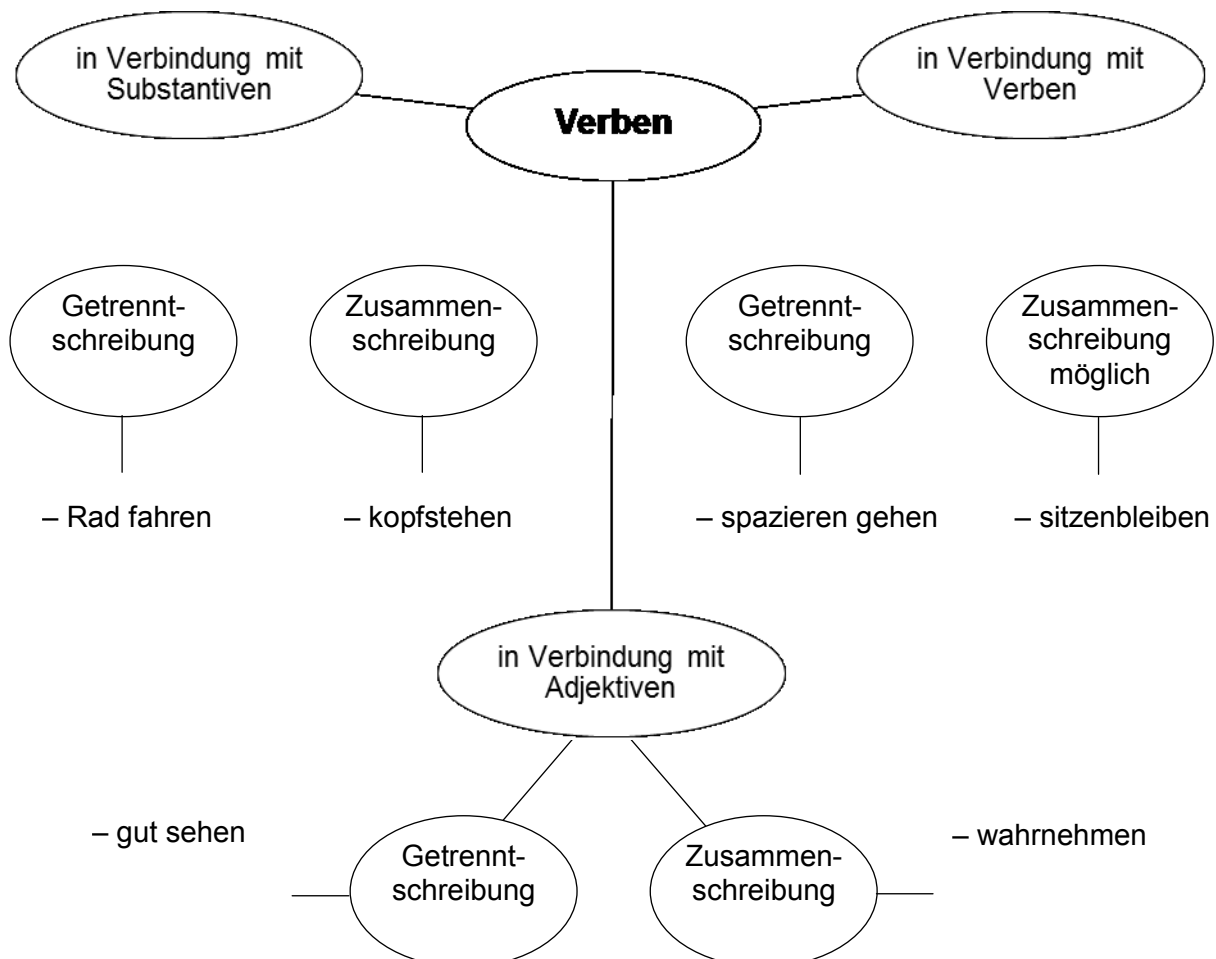 in Verbindung mit
Substantiven
Verben
in Verbindung mit
Verben
Getrennt-
schreibung
Zusammen-
schreibung
Getrennt-
schreibung
Zusammen-
schreibung
möglich
– Rad fahren
– kopfstehen
– spazieren gehen
– sitzenbleiben
in Verbindung mit
Adjektiven
– gut sehen
Getrennt-
schreibung
Zusammen-
schreibung
– wahrnehmen